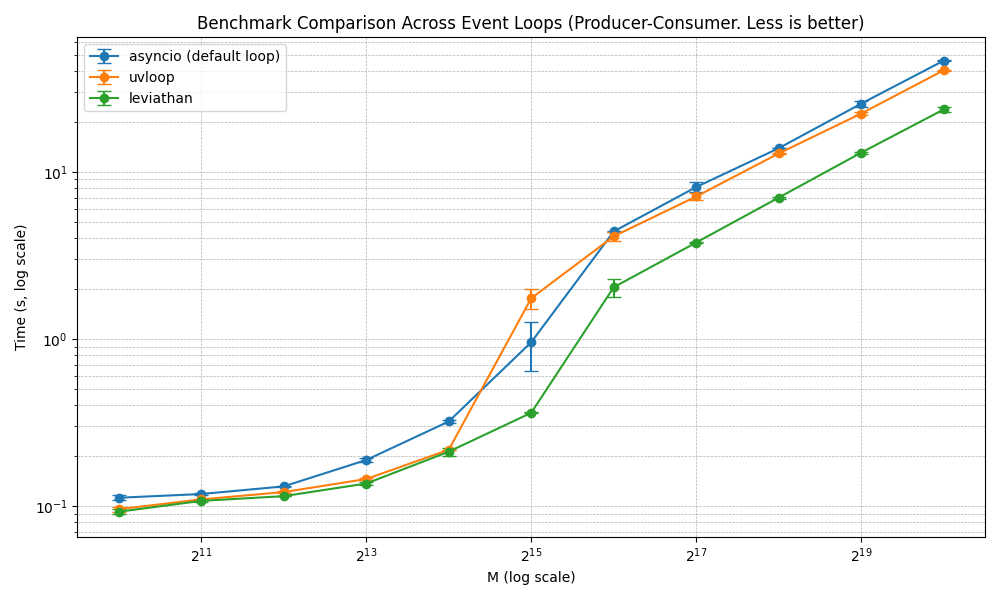 Benchmark Comparison Across Event Loops (Producer-Consumer. Less is better)
asyncio (default loop)
uvloop
leviathan
Time (s, log scale)
10¹
10⁰
10⁻¹
2¹¹
2¹³
2¹⁵
2¹⁷
2¹⁹
M (log scale)